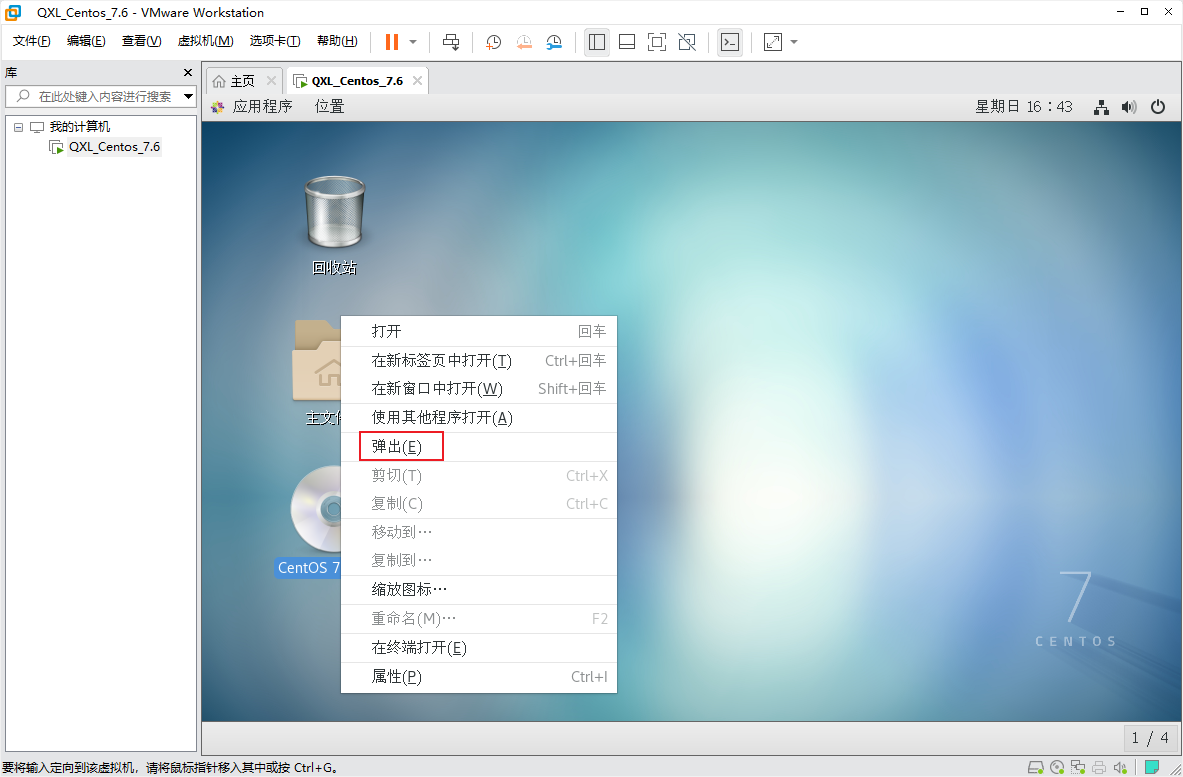 QXL_Centos_7.6 - VMware Workstation
文件(F) 编辑(E) 查看(V) 虚拟机(M) 选项卡(T) 帮助(H)
库
在此处键入内容进行搜索
我的计算机
QXL_Centos_7.6
主页 QXL_Centos_7.6
应用程序 位置 星期日 16：43
回收站
主文件
CentOS 7
打开 回车
在新标签页中打开(T) Ctrl+回车
在新窗口中打开(W) Shift+回车
使用其他程序打开(A)
弹出(E)
剪切(T) Ctrl+X
复制(C) Ctrl+C
移动到…
复制到…
缩放图标…
重命名(M)… F2
在终端打开(E)
属性(P) Ctrl+I
7
CENTOS
1 / 4
要将输入定向到该虚拟机，请将鼠标指针移入其中或按 Ctrl+G。